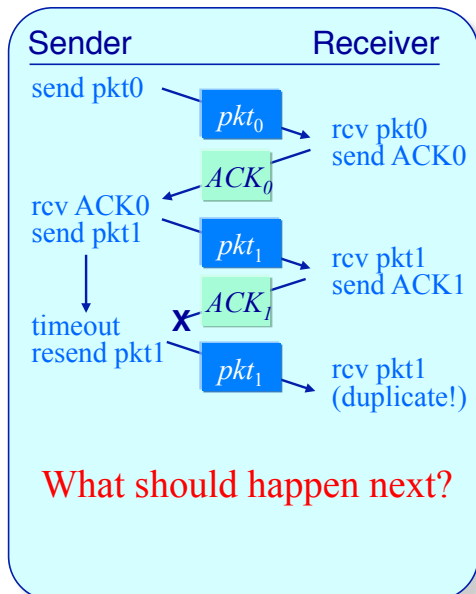 Sender
Receiver
send pkt0
pkt0
rcv pkt0
send ACK0
ACK0
rcv ACK0
send pkt1
pkt1
rcv pkt1
send ACK1
ACK1
X
timeout
resend pkt1
pkt1
rcv pkt1
(duplicate!)
What should happen next?